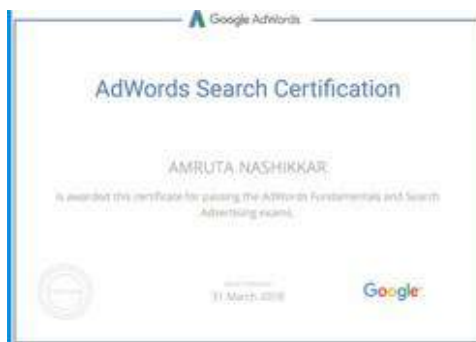 Google AdWords
AdWords Search Certification
AMRUTA NASHIKKAR
is awarded this certificate for passing the AdWords Fundamentals and Search
Advertising exams.
31 March 2018
Google